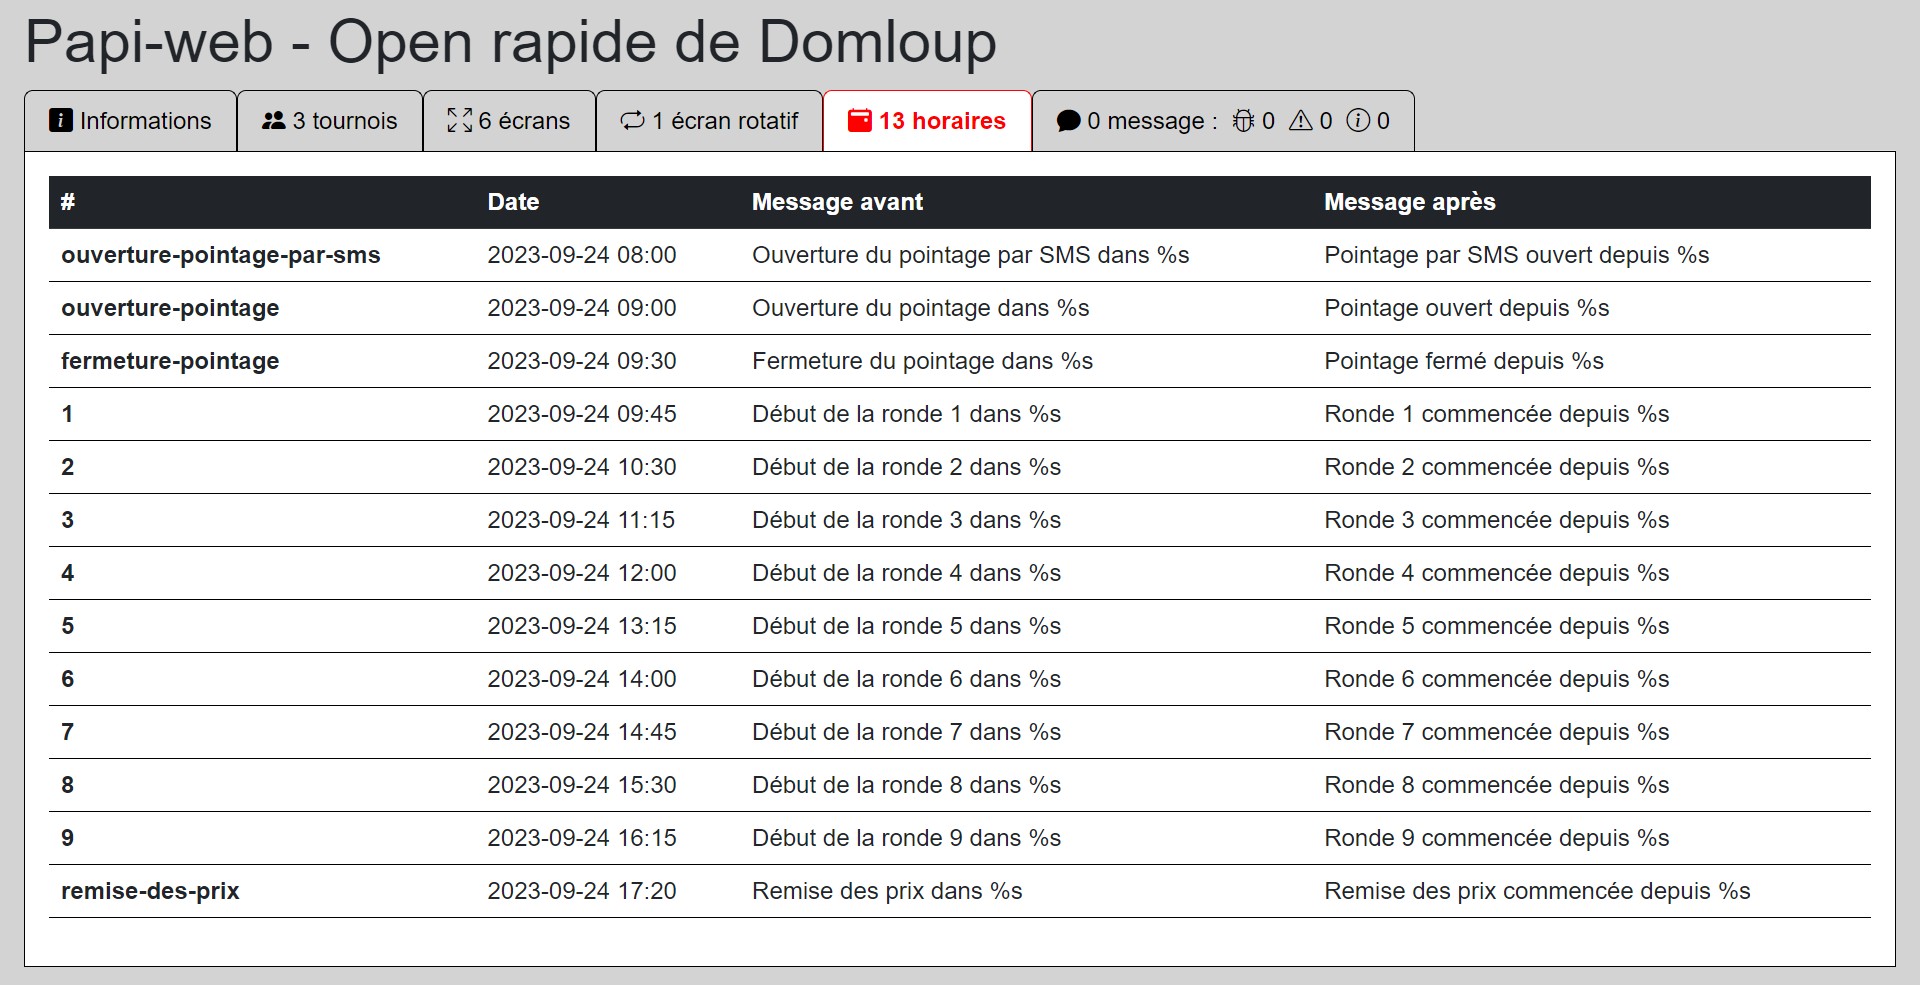 Papi-web - Open rapide de Domloup
Informations 3 tournois 6 écrans 1 écran rotatif 13 horaires 0 message : 0 0 0
# Date Message avant Message après
ouverture-pointage-par-sms 2023-09-24 08:00 Ouverture du pointage par SMS dans %s Pointage par SMS ouvert depuis %s
ouverture-pointage 2023-09-24 09:00 Ouverture du pointage dans %s Pointage ouvert depuis %s
fermeture-pointage 2023-09-24 09:30 Fermeture du pointage dans %s Pointage fermé depuis %s
1 2023-09-24 09:45 Début de la ronde 1 dans %s Ronde 1 commencée depuis %s
2 2023-09-24 10:30 Début de la ronde 2 dans %s Ronde 2 commencée depuis %s
3 2023-09-24 11:15 Début de la ronde 3 dans %s Ronde 3 commencée depuis %s
4 2023-09-24 12:00 Début de la ronde 4 dans %s Ronde 4 commencée depuis %s
5 2023-09-24 13:15 Début de la ronde 5 dans %s Ronde 5 commencée depuis %s
6 2023-09-24 14:00 Début de la ronde 6 dans %s Ronde 6 commencée depuis %s
7 2023-09-24 14:45 Début de la ronde 7 dans %s Ronde 7 commencée depuis %s
8 2023-09-24 15:30 Début de la ronde 8 dans %s Ronde 8 commencée depuis %s
9 2023-09-24 16:15 Début de la ronde 9 dans %s Ronde 9 commencée depuis %s
remise-des-prix 2023-09-24 17:20 Remise des prix dans %s Remise des prix commencée depuis %s